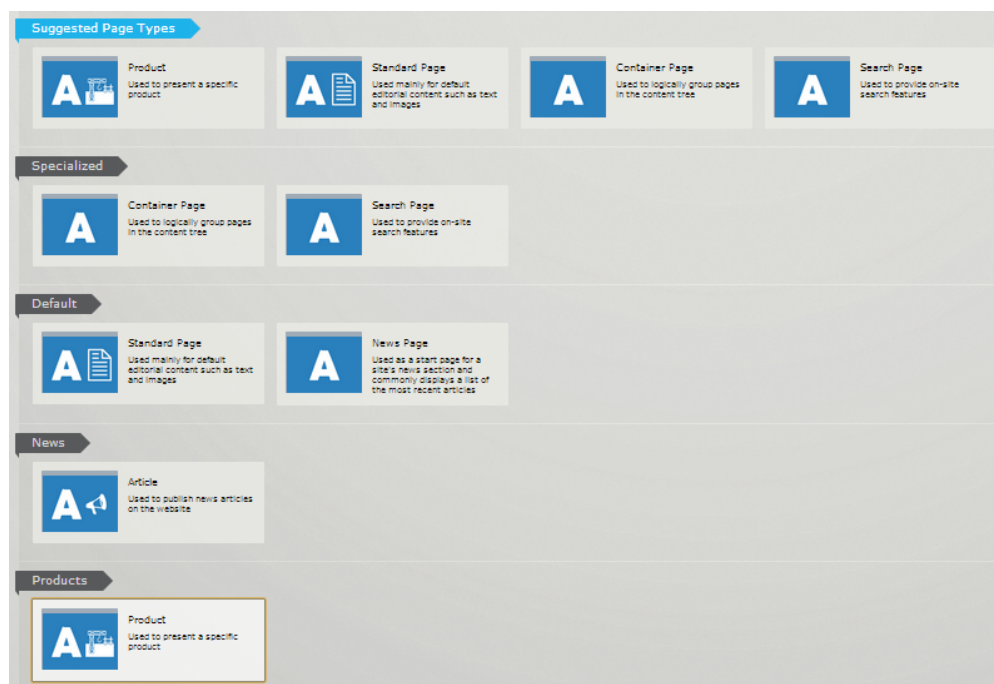 Suggested Page Types
Product
Used to present a specific
product
Standard Page
Used mainly for default
editorial content such as text
and images
Container Page
Used to logically group pages
in the content tree
Search Page
Used to provide on-site
search features
A
A
A
A
Specialized
Container Page
Used to logically group pages
in the content tree
Search Page
Used to provide on-site
search features
A
A
Default
Standard Page
Used mainly for default
editorial content such as text
and images
News Page
Used as a start page for a
site's news section and
commonly displays a list of
the most recent articles
A
A
News
Article
Used to publish news articles
on the website
A
Products
Product
Used to present a specific
product
A